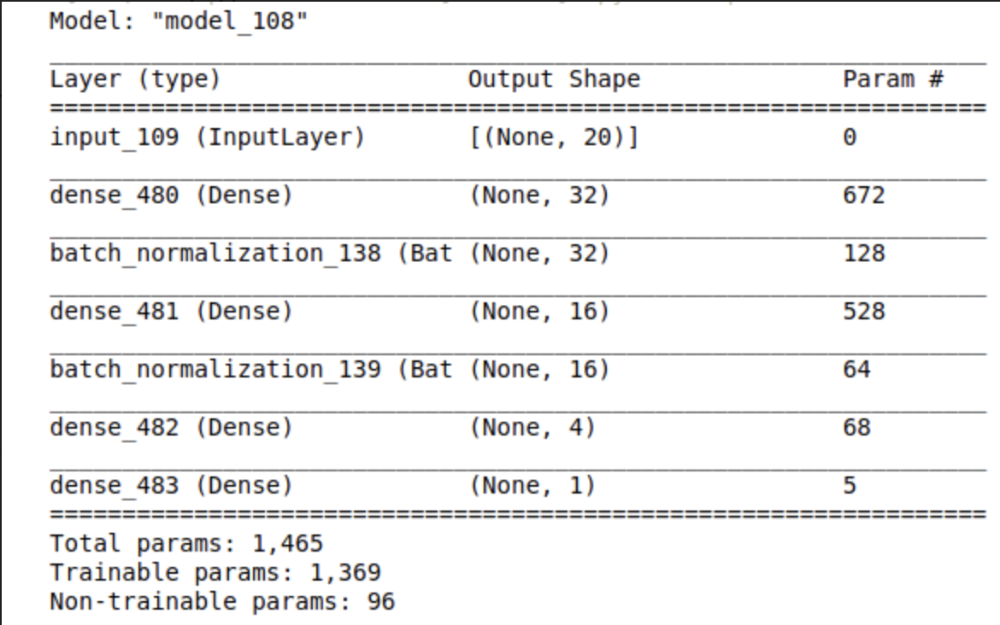 Model: "model_108"
_________________________________________________________________
Layer (type)                 Output Shape              Param #
=================================================================
input_109 (InputLayer)       [(None, 20)]              0
_________________________________________________________________
dense_480 (Dense)            (None, 32)                672
_________________________________________________________________
batch_normalization_138 (Bat (None, 32)                128
_________________________________________________________________
dense_481 (Dense)            (None, 16)                528
_________________________________________________________________
batch_normalization_139 (Bat (None, 16)                64
_________________________________________________________________
dense_482 (Dense)            (None, 4)                 68
_________________________________________________________________
dense_483 (Dense)            (None, 1)                 5
=================================================================
Total params: 1,465
Trainable params: 1,369
Non-trainable params: 96